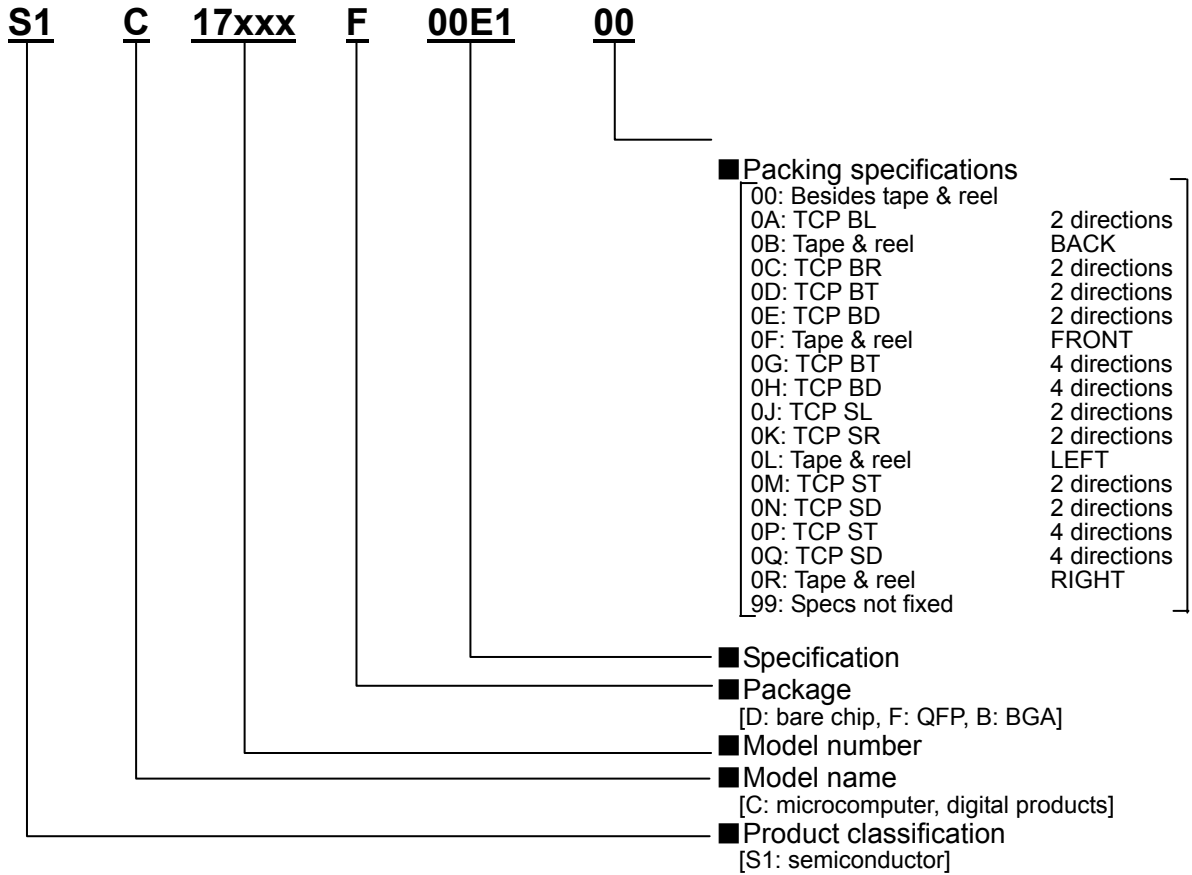 S1 C 17xxx F 00E1 00
■Packing specifications
00: Besides tape & reel
0A: TCP BL 2 directions
0B: Tape & reel BACK
0C: TCP BR 2 directions
0D: TCP BT 2 directions
0E: TCP BD 2 directions
0F: Tape & reel FRONT
0G: TCP BT 4 directions
0H: TCP BD 4 directions
0J: TCP SL 2 directions
0K: TCP SR 2 directions
0L: Tape & reel LEFT
0M: TCP ST 2 directions
0N: TCP SD 2 directions
0P: TCP ST 4 directions
0Q: TCP SD 4 directions
0R: Tape & reel RIGHT
99: Specs not fixed
■Specification
■Package
[D: bare chip, F: QFP, B: BGA]
■Model number
■Model name
[C: microcomputer, digital products]
■Product classification
[S1: semiconductor]